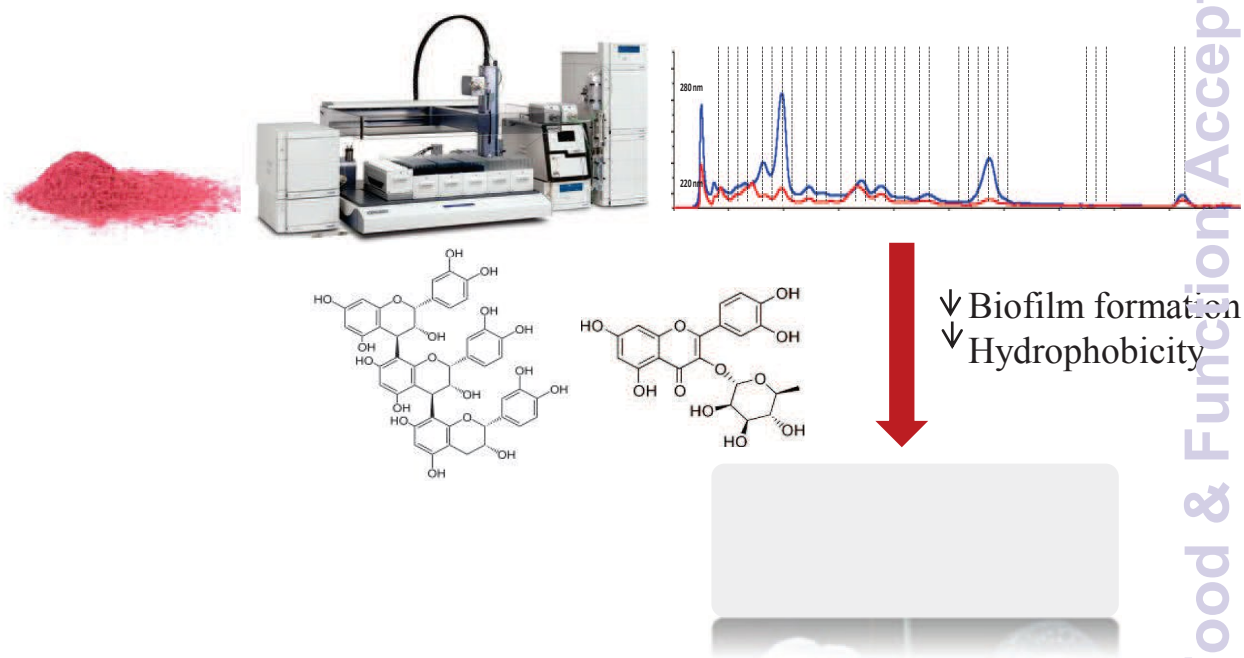 280 nm
220 nm
↓ Biofilm formation
↓ Hydrophobicity
OH
OH
HO
O
OH
OH
OH
OH
HO
O
OH
OH
OH
HO
O
OH
OH
OH
OH
HO
O
OH
O
O
O
HO
HO
OH
ood & Function Accep